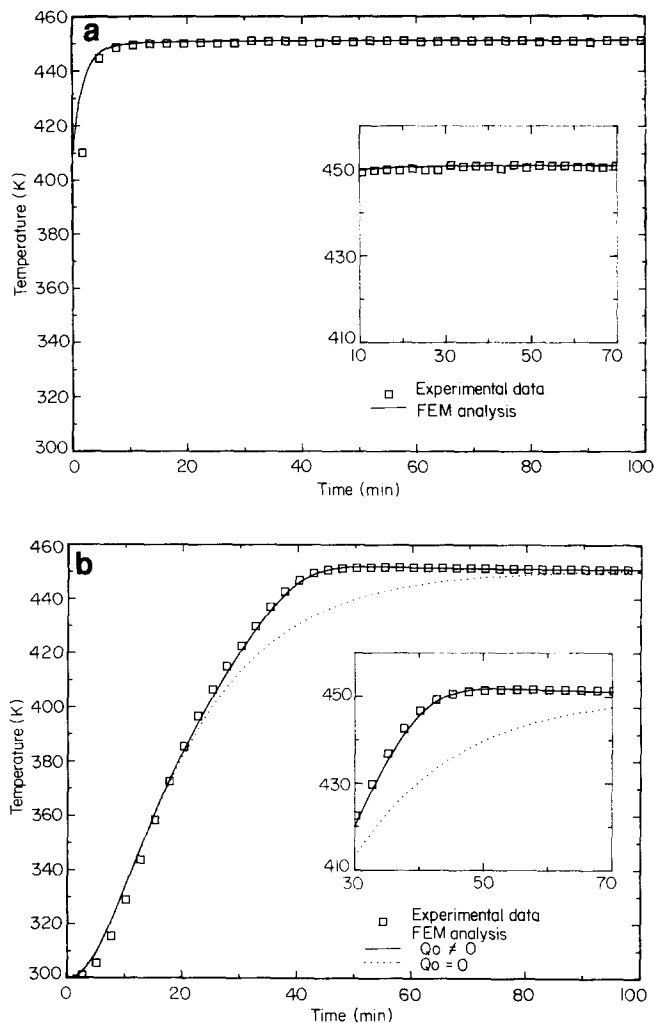 a
460
440
420
400
380
360
340
320
300
Temperature (K)
0 20 40 60 80 100
Time (min)
450
430
410
10 30 50 70
Experimental data
FEM analysis
b
460
440
420
400
380
360
340
320
300
Temperature (K)
0 20 40 60 80 100
Time (min)
450
430
410
30 50 70
Experimental data
FEM analysis
Qo ≠ 0
Qo = 0